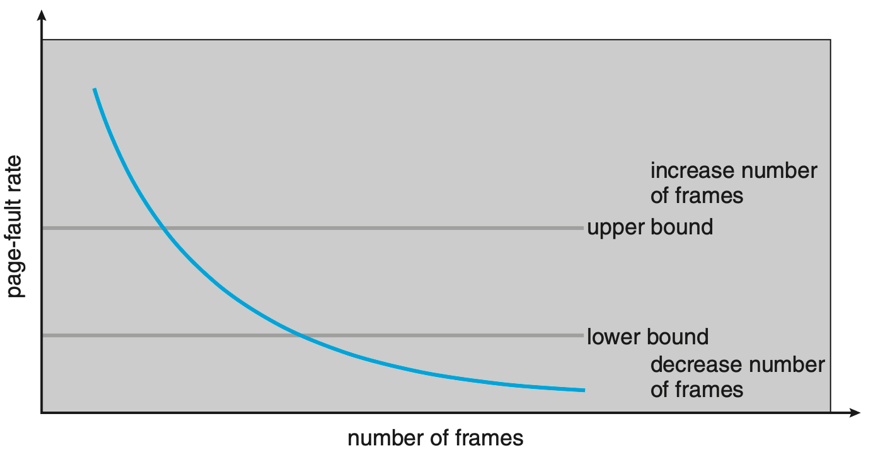 page-fault rate
increase number
of frames
upper bound
lower bound
decrease number
of frames
number of frames